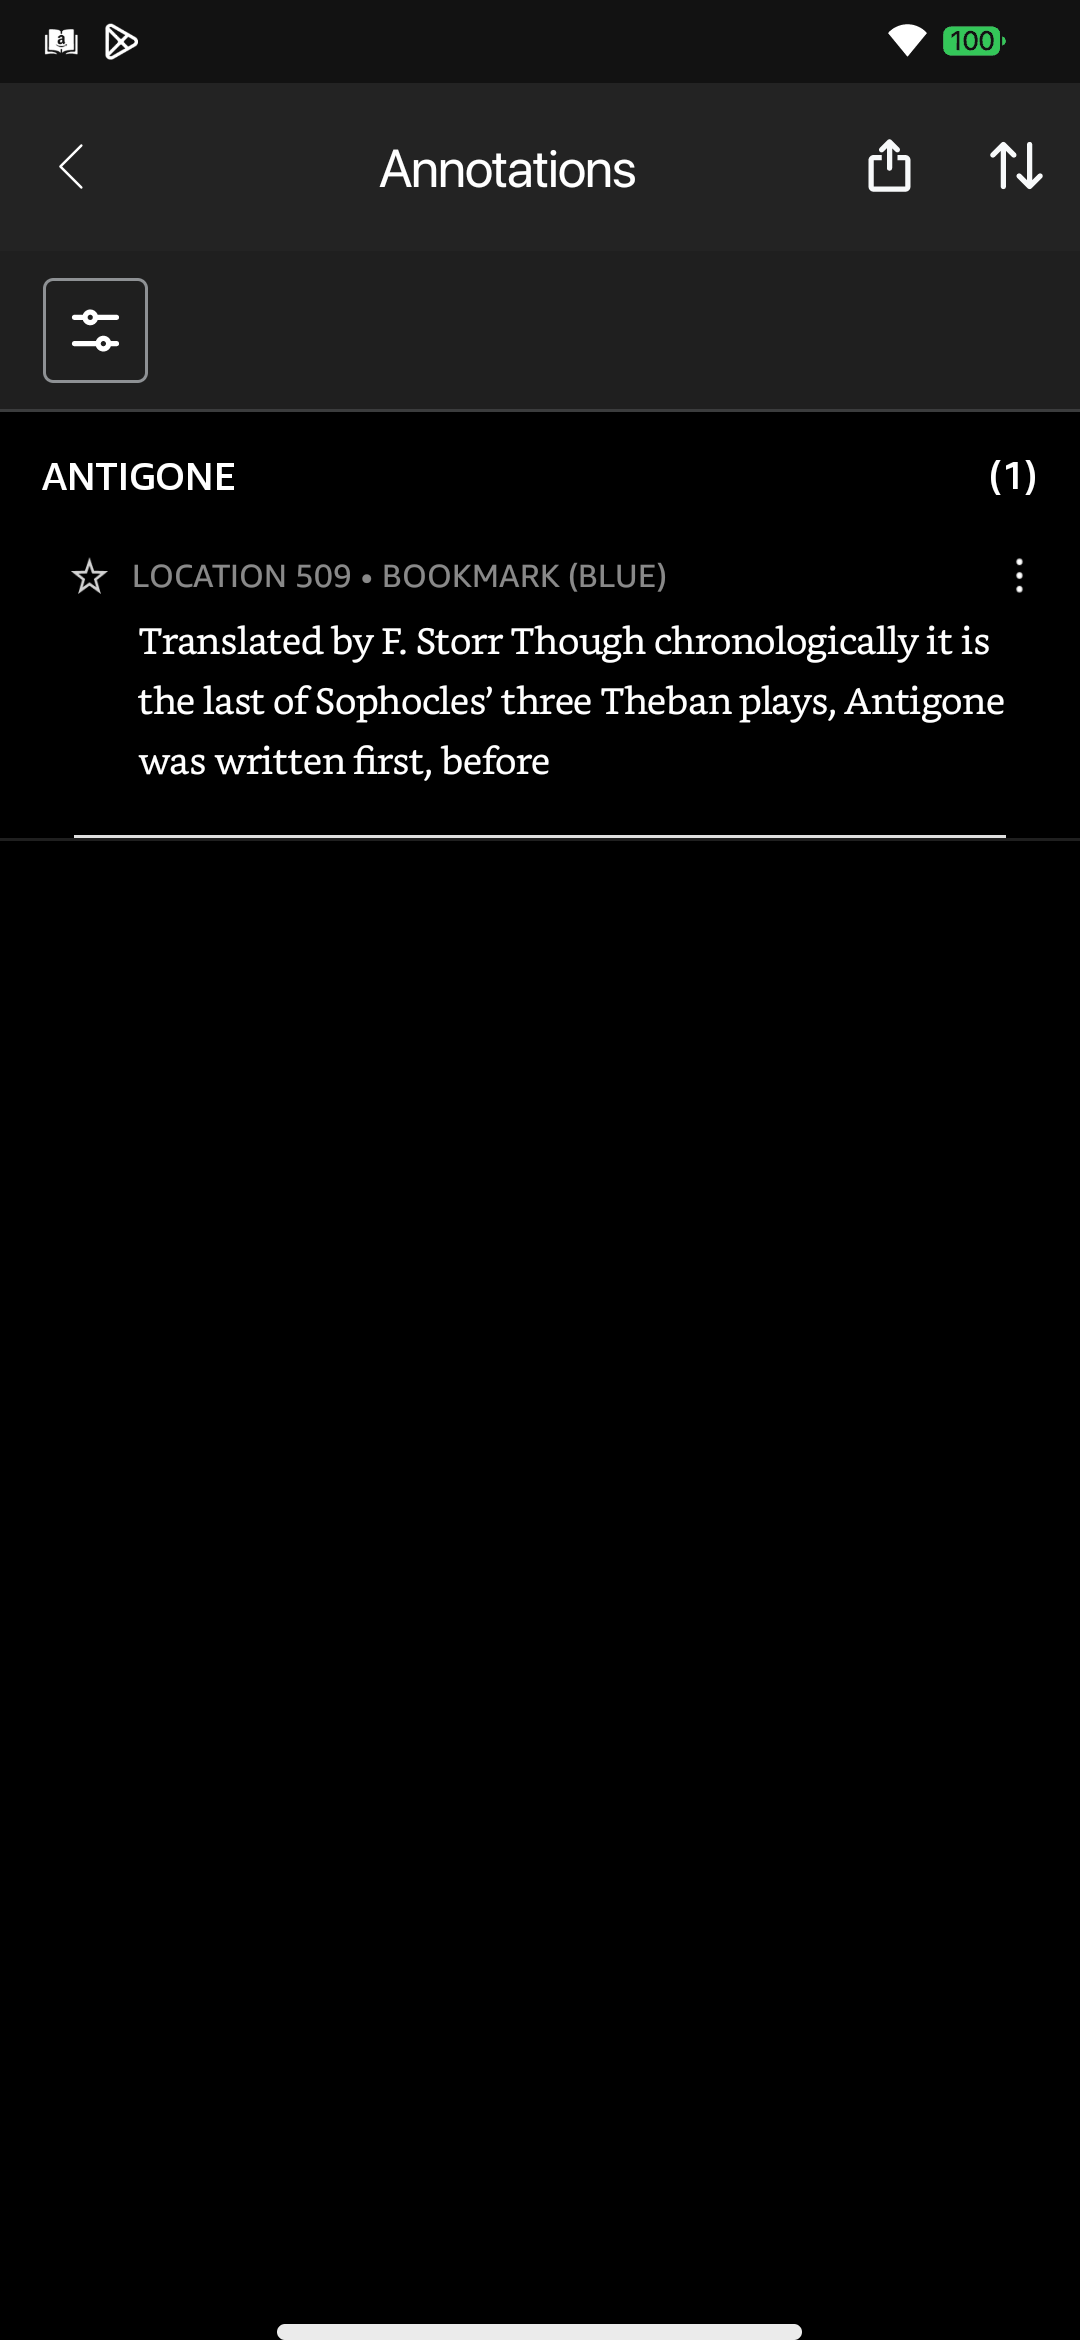 100
Annotations
ANTIGONE (1)
LOCATION 509 • BOOKMARK (BLUE)
Translated by F. Storr Though chronologically it is
the last of Sophocles’ three Theban plays, Antigone
was written first, before